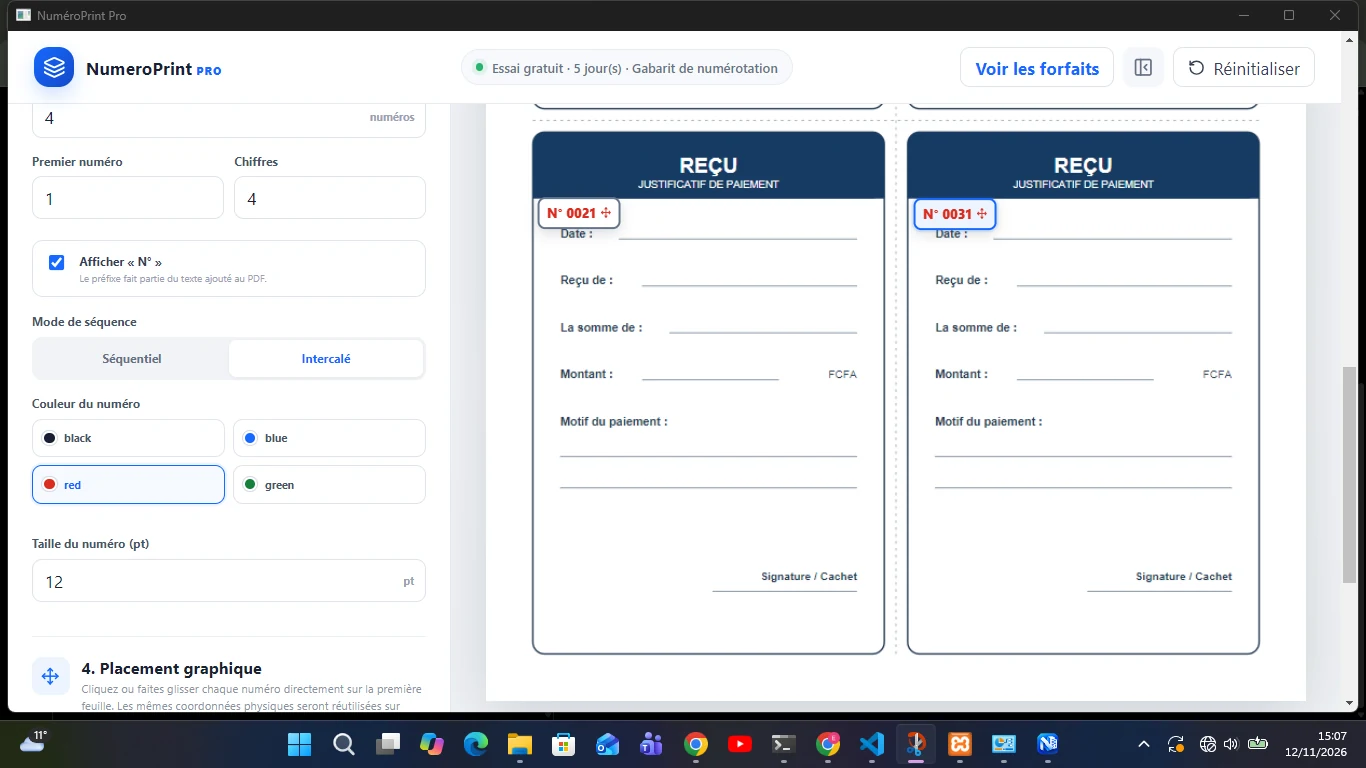 NuméroPrint Pro
NumeroPrint PRO
Essai gratuit · 5 jour(s) · Gabarit de numérotation
Voir les forfaits
Réinitialiser
4
numéros
Premier numéro
Chiffres
1
4
Afficher « N° »
Le préfixe fait partie du texte ajouté au PDF.
Mode de séquence
Séquentiel
Intercalé
Couleur du numéro
black
blue
red
green
Taille du numéro (pt)
12
pt
4. Placement graphique
Cliquez ou faites glisser chaque numéro directement sur la première
feuille. Les mêmes coordonnées physiques seront réutilisées sur
REÇU
JUSTIFICATIF DE PAIEMENT
N° 0021
Date :
Reçu de :
La somme de :
Montant :
FCFA
Motif du paiement :
Signature / Cachet
REÇU
JUSTIFICATIF DE PAIEMENT
N° 0031
Date :
Reçu de :
La somme de :
Montant :
FCFA
Motif du paiement :
Signature / Cachet
11°
15:07
12/11/2026